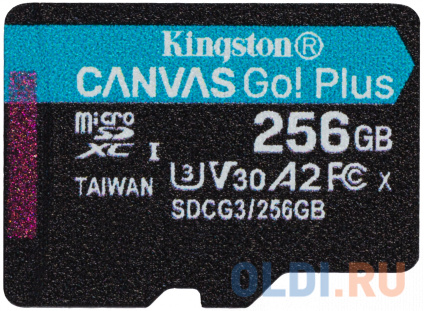 Kingston®
CANVAS Go! Plus
micro SD XC I
256GB
TAIWAN
U3 V30 A2 FC X
SDCG3/256GB
OLDI.RU